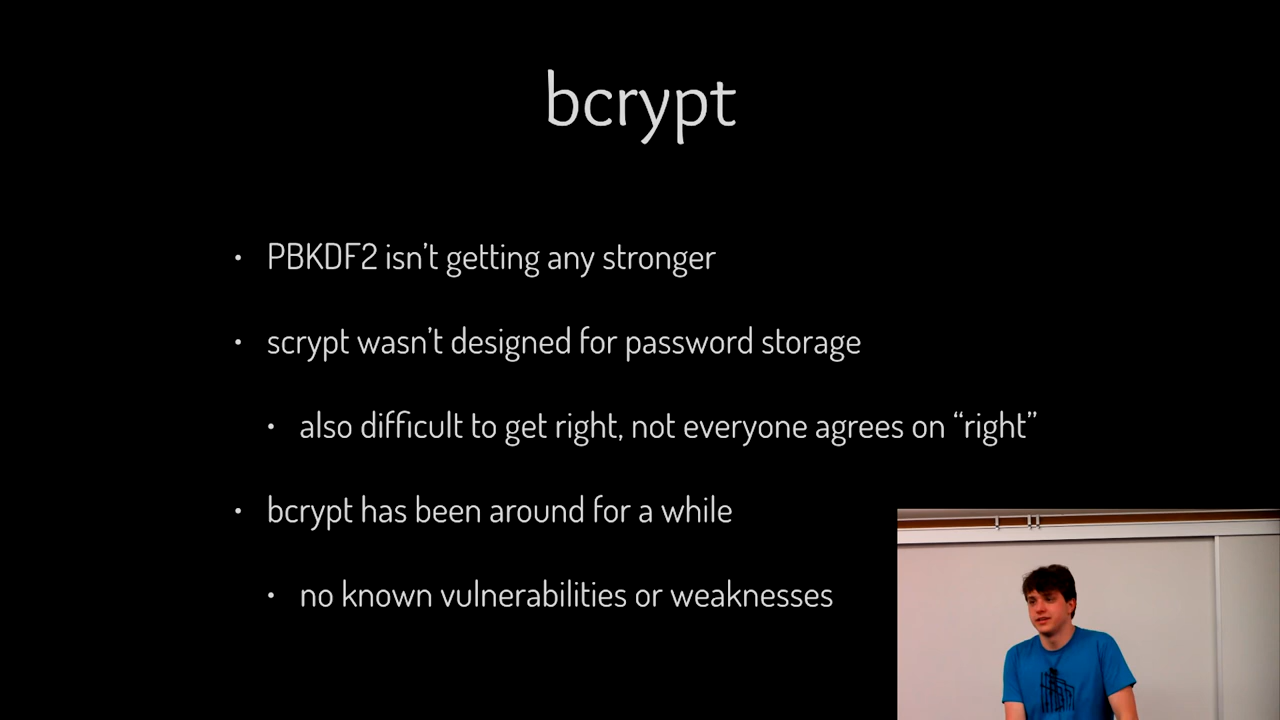 bcrypt
• PBKDF2 isn’t getting any stronger
• scrypt wasn’t designed for password storage
• also difficult to get right, not everyone agrees on “right”
• bcrypt has been around for a while
• no known vulnerabilities or weaknesses